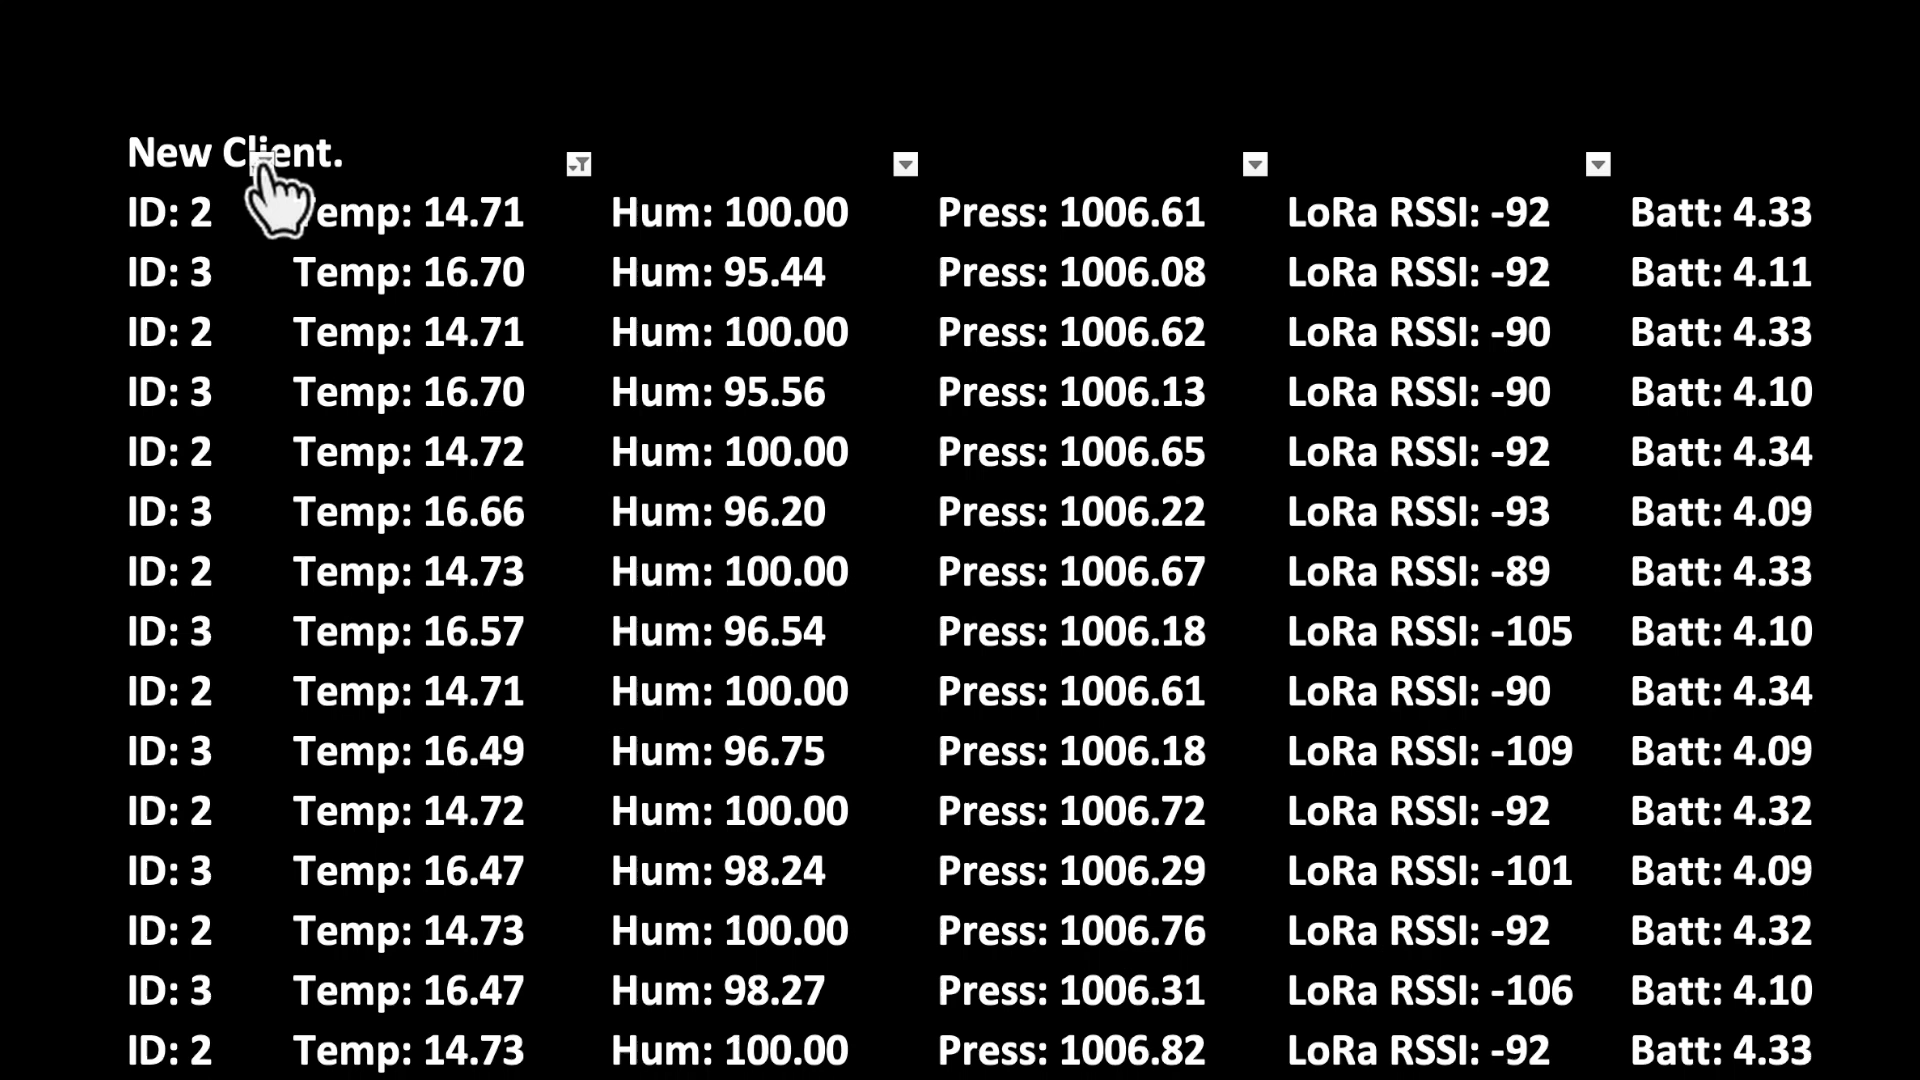 New Client.
ID: 2 Temp: 14.71 Hum: 100.00 Press: 1006.61 LoRa RSSI: -92 Batt: 4.33
ID: 3 Temp: 16.70 Hum: 95.44 Press: 1006.08 LoRa RSSI: -92 Batt: 4.11
ID: 2 Temp: 14.71 Hum: 100.00 Press: 1006.62 LoRa RSSI: -90 Batt: 4.33
ID: 3 Temp: 16.70 Hum: 95.56 Press: 1006.13 LoRa RSSI: -90 Batt: 4.10
ID: 2 Temp: 14.72 Hum: 100.00 Press: 1006.65 LoRa RSSI: -92 Batt: 4.34
ID: 3 Temp: 16.66 Hum: 96.20 Press: 1006.22 LoRa RSSI: -93 Batt: 4.09
ID: 2 Temp: 14.73 Hum: 100.00 Press: 1006.67 LoRa RSSI: -89 Batt: 4.33
ID: 3 Temp: 16.57 Hum: 96.54 Press: 1006.18 LoRa RSSI: -105 Batt: 4.10
ID: 2 Temp: 14.71 Hum: 100.00 Press: 1006.61 LoRa RSSI: -90 Batt: 4.34
ID: 3 Temp: 16.49 Hum: 96.75 Press: 1006.18 LoRa RSSI: -109 Batt: 4.09
ID: 2 Temp: 14.72 Hum: 100.00 Press: 1006.72 LoRa RSSI: -92 Batt: 4.32
ID: 3 Temp: 16.47 Hum: 98.24 Press: 1006.29 LoRa RSSI: -101 Batt: 4.09
ID: 2 Temp: 14.73 Hum: 100.00 Press: 1006.76 LoRa RSSI: -92 Batt: 4.32
ID: 3 Temp: 16.47 Hum: 98.27 Press: 1006.31 LoRa RSSI: -106 Batt: 4.10
ID: 2 Temp: 14.73 Hum: 100.00 Press: 1006.82 LoRa RSSI: -92 Batt: 4.33